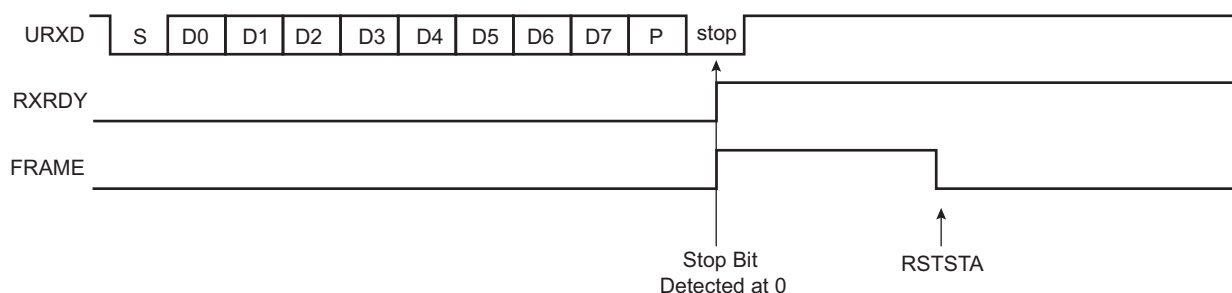 URXD
S D0 D1 D2 D3 D4 D5 D6 D7 P stop
RXRDY
FRAME
Stop Bit
Detected at 0
RSTSTA